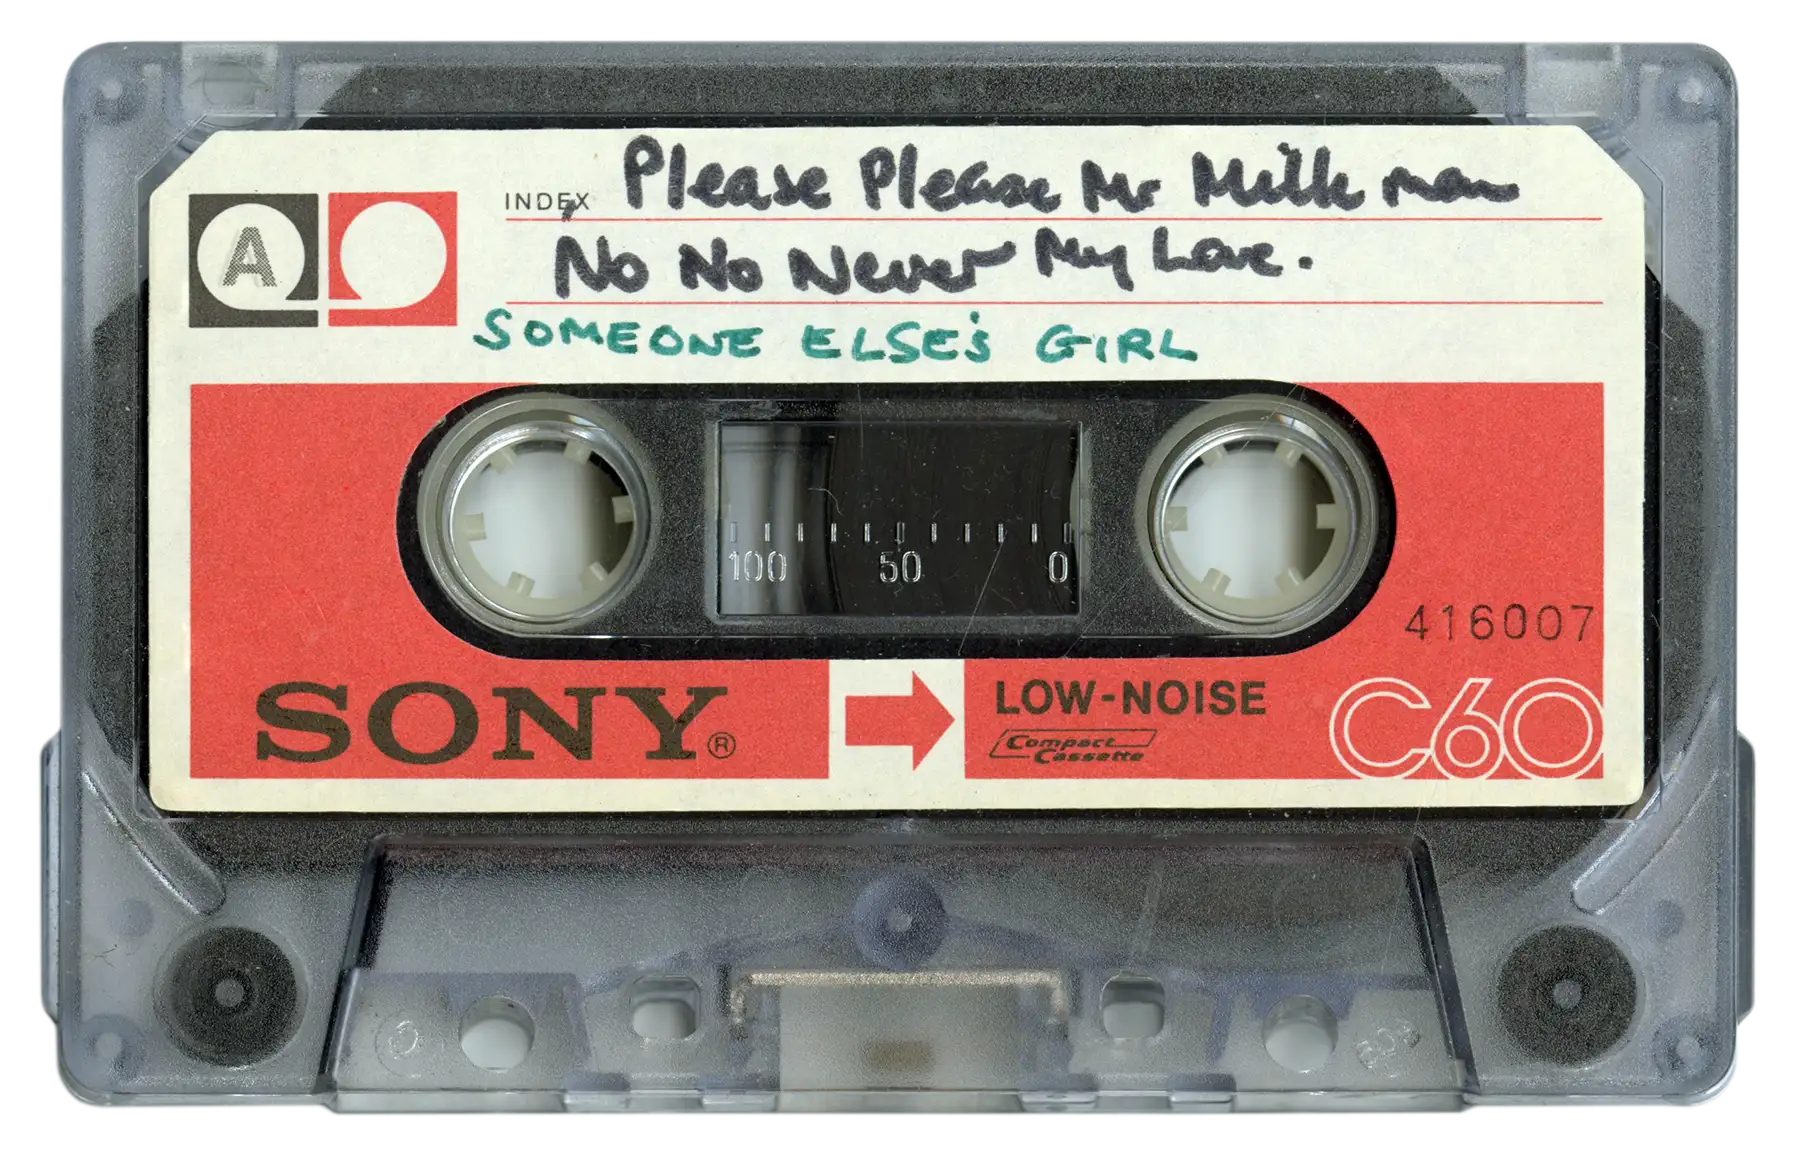 INDEX Please Please Mr Milk man
A
No No Never My Love.
SOMEONE ELSE'S GIRL
100 50 0
416007
SONY®
LOW-NOISE
Compact Cassette
C60